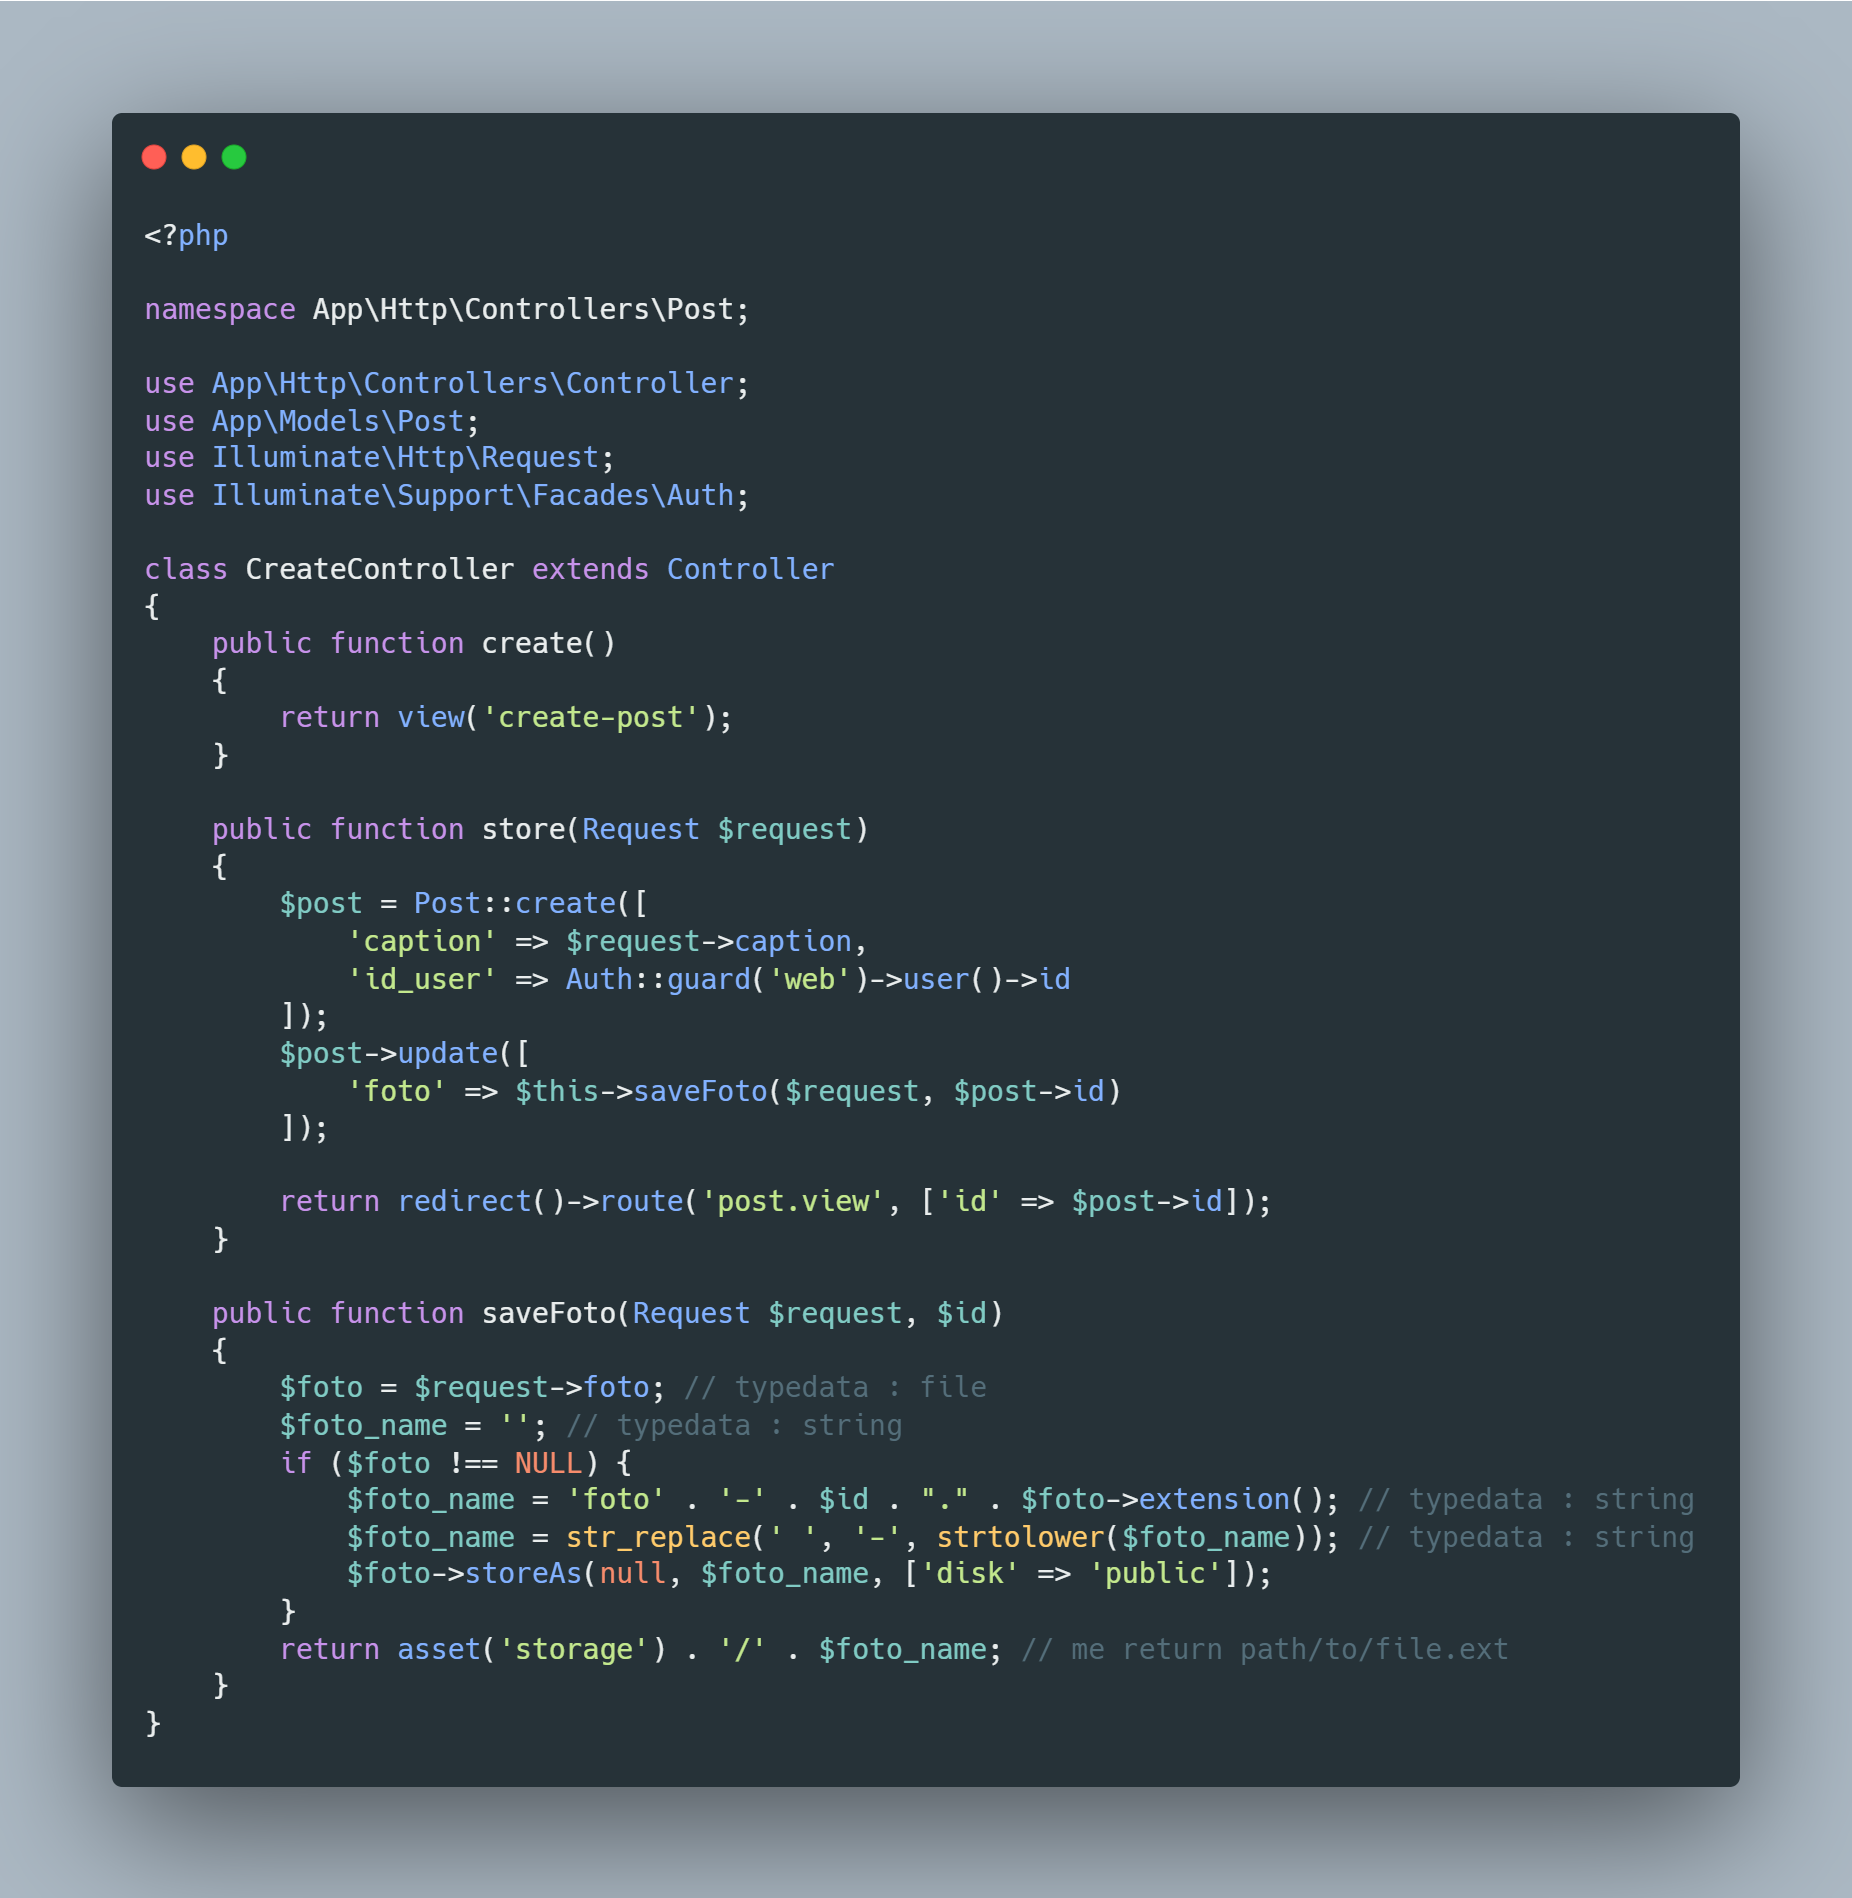 <?php

namespace App\Http\Controllers\Post;

use App\Http\Controllers\Controller;
use App\Models\Post;
use Illuminate\Http\Request;
use Illuminate\Support\Facades\Auth;

class CreateController extends Controller
{
    public function create()
    {
        return view('create-post');
    }

    public function store(Request $request)
    {
        $post = Post::create([
            'caption' => $request->caption,
            'id_user' => Auth::guard('web')->user()->id
        ]);
        $post->update([
            'foto' => $this->saveFoto($request, $post->id)
        ]);

        return redirect()->route('post.view', ['id' => $post->id]);
    }

    public function saveFoto(Request $request, $id)
    {
        $foto = $request->foto; // typedata : file
        $foto_name = ''; // typedata : string
        if ($foto !== NULL) {
            $foto_name = 'foto' . '-' . $id . "." . $foto->extension(); // typedata : string
            $foto_name = str_replace(' ', '-', strtolower($foto_name)); // typedata : string
            $foto->storeAs(null, $foto_name, ['disk' => 'public']);
        }
        return asset('storage') . '/' . $foto_name; // me return path/to/file.ext
    }
}